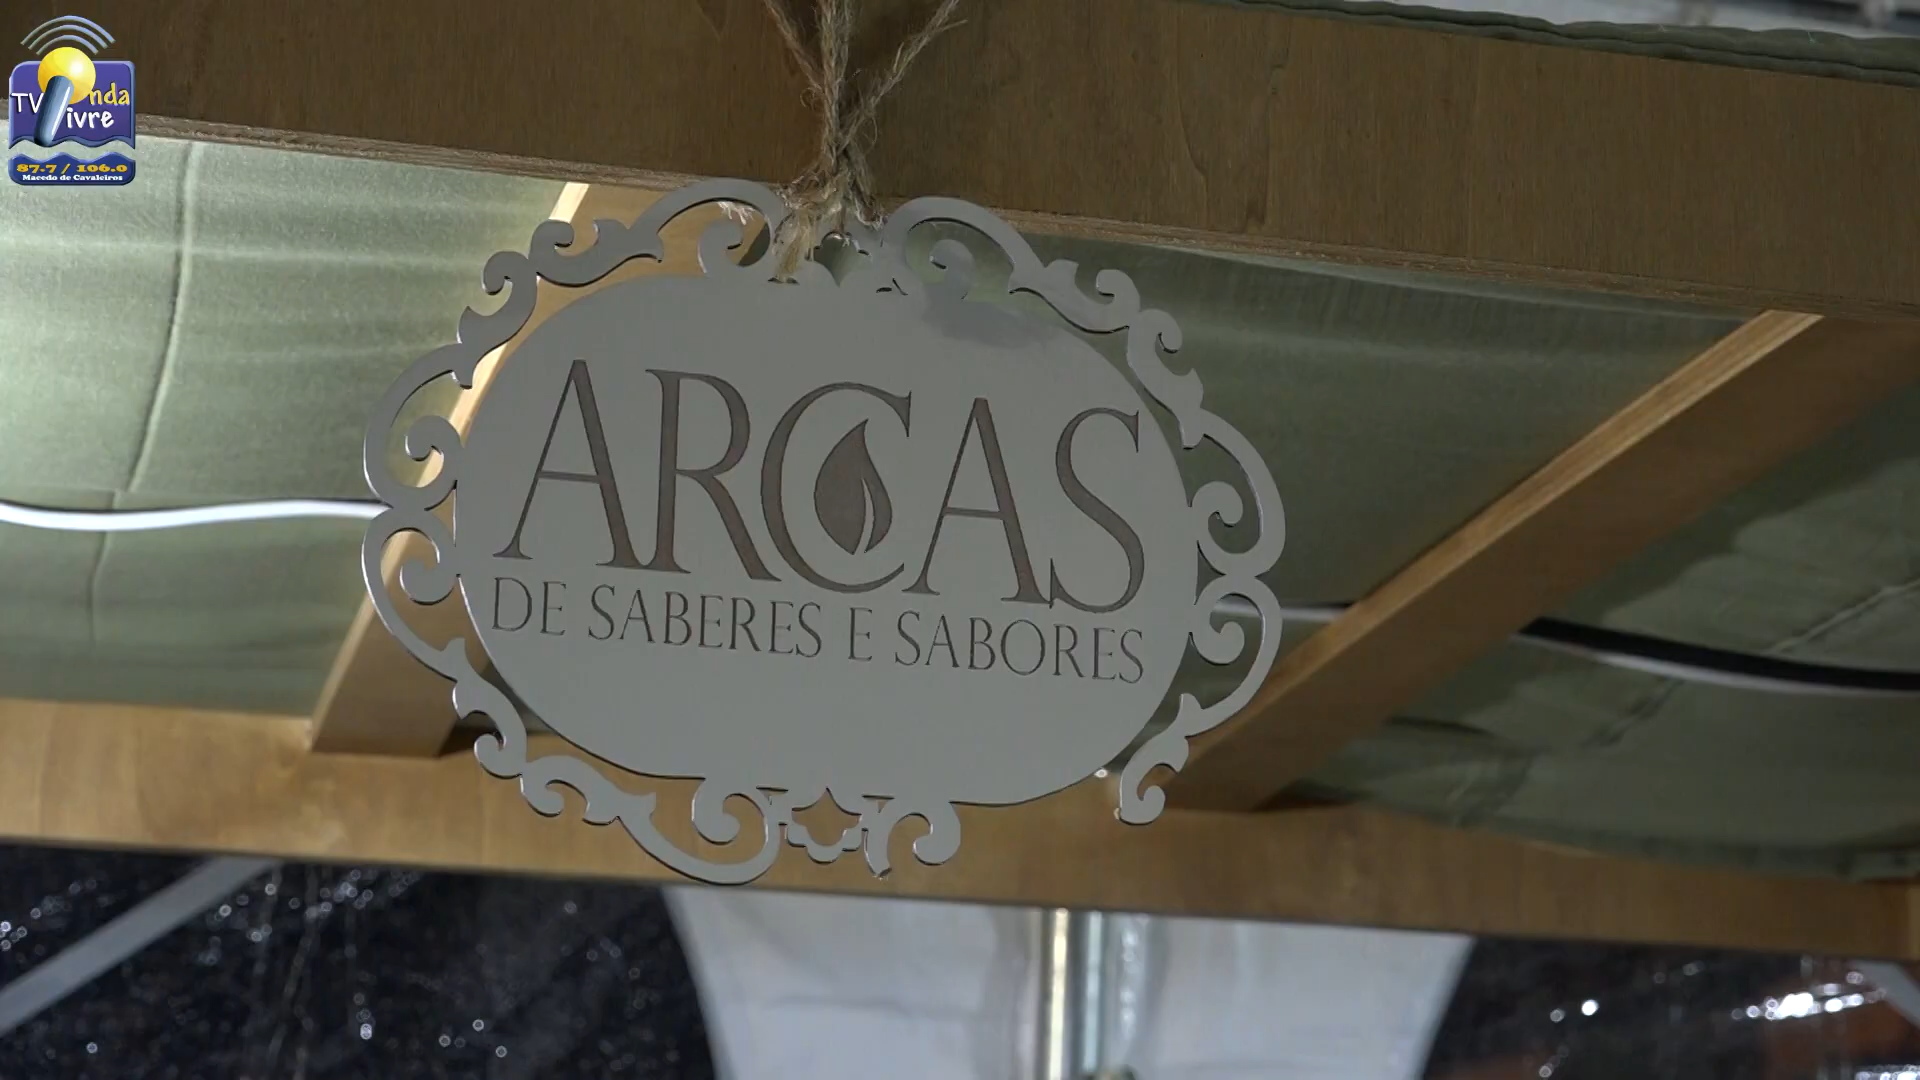 TV Onda
Livre
87.7 / 106.0
Macedo de Cavaleiros
ARCAS
DE SABERES E SABORES